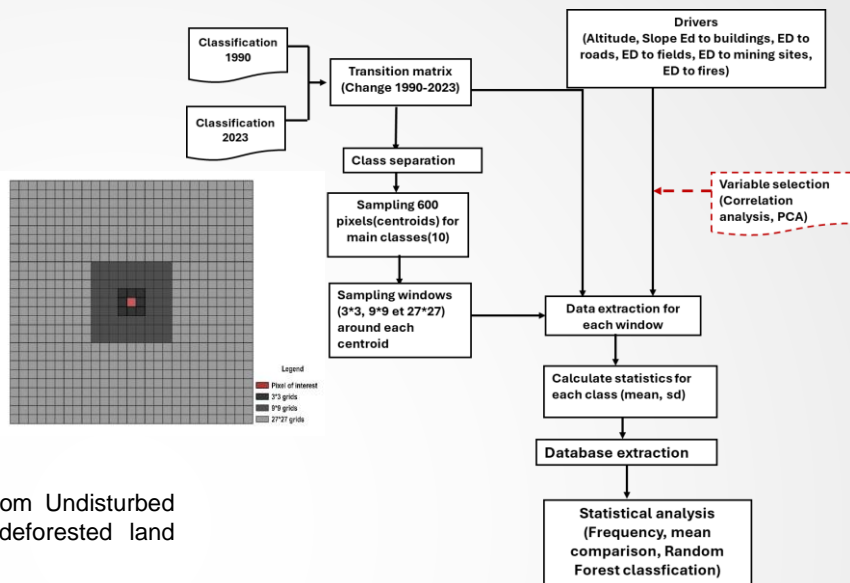 Classification
1990
Classification
2023
Transition matrix
(Change 1990-2023)
Drivers
(Altitude, Slope Ed to buildings, ED to
roads, ED to fields, ED to mining sites,
ED to fires)
Class separation
Variable selection
(Correlation
analysis, PCA)
Sampling 600
pixels(centroids) for
main classes(10)
Sampling windows
(3*3, 9*9 et 27*27)
around each
centroid
Data extraction for
each window
Legend
Pixel of interest
3*3 grids
9*9 grids
27*27 grids
Calculate statistics for
each class (mean, sd)
Database extraction
Statistical analysis
(Frequency, mean
comparison, Random
Forest classfication)
om Undisturbed
deforested land